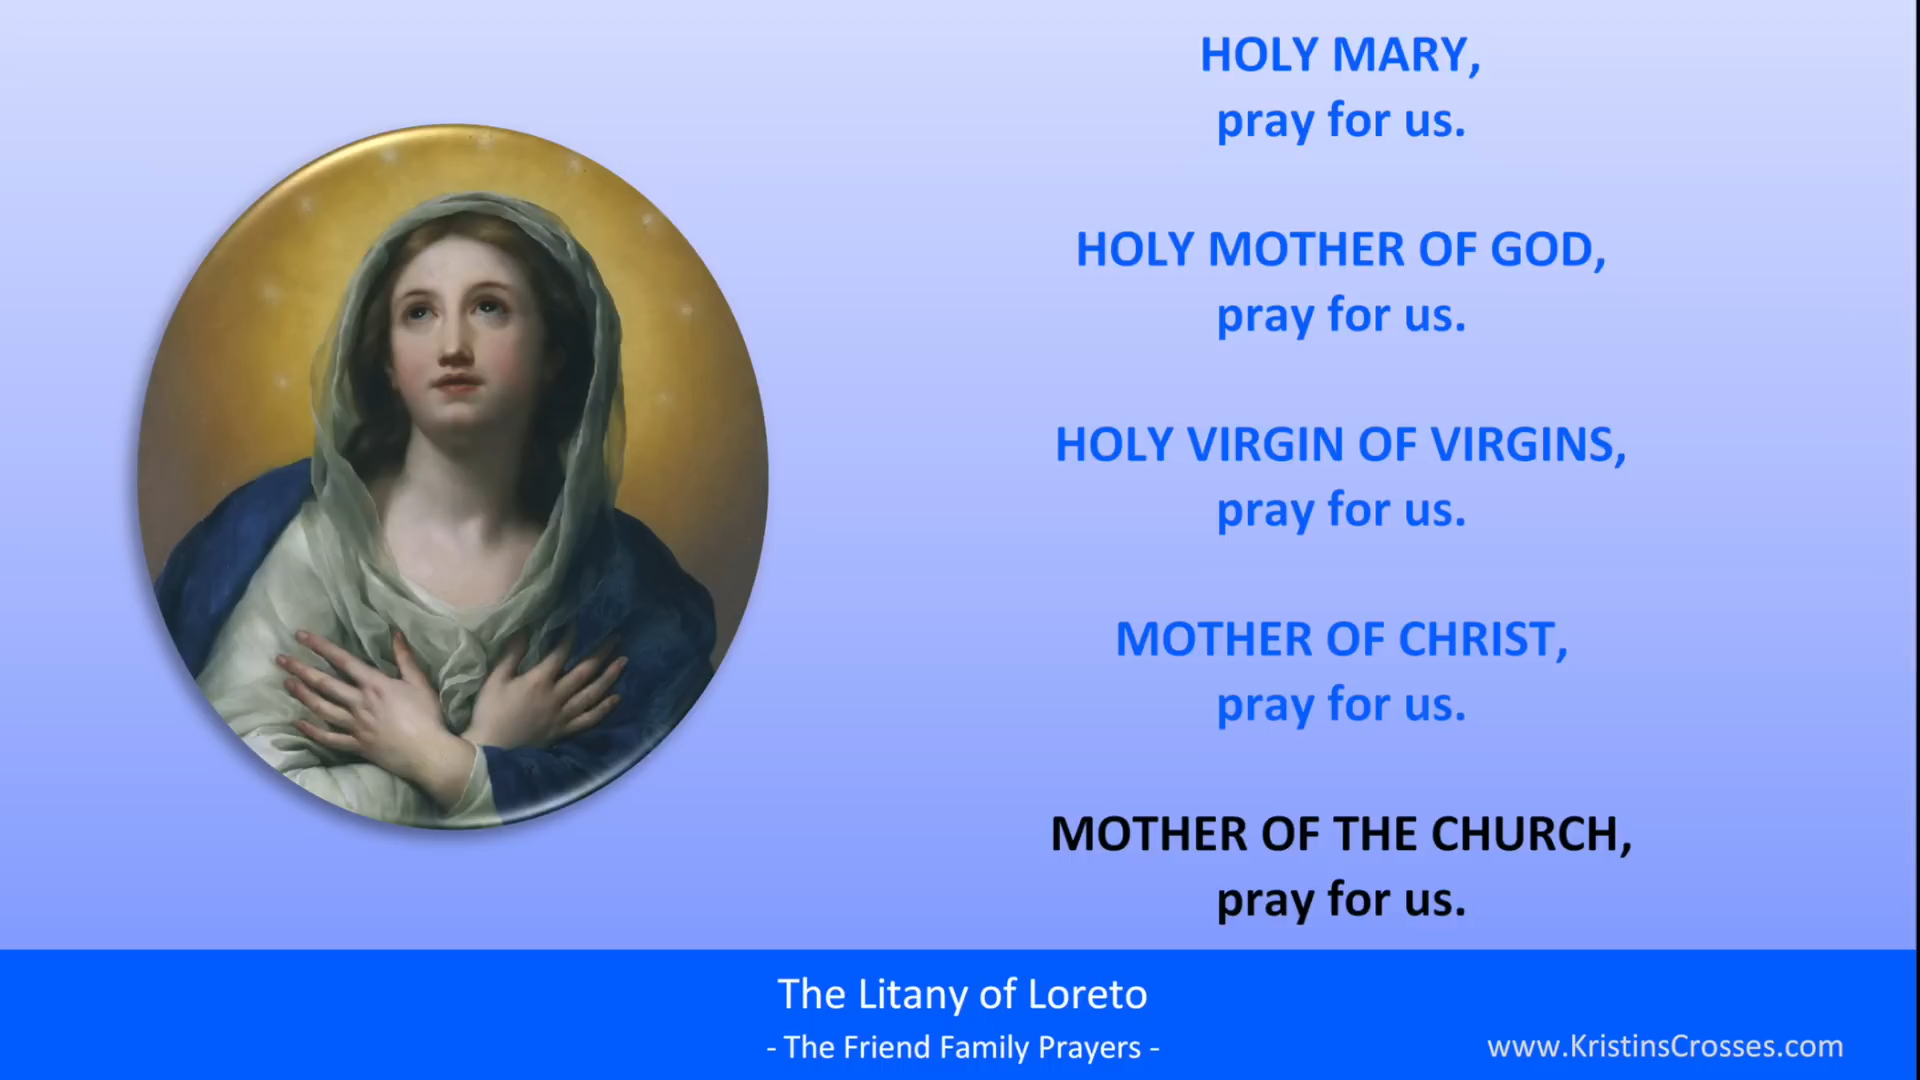 HOLY MARY,
pray for us.
HOLY MOTHER OF GOD,
pray for us.
HOLY VIRGIN OF VIRGINS,
pray for us.
MOTHER OF CHRIST,
pray for us.
MOTHER OF THE CHURCH,
pray for us.
The Litany of Loreto
- The Friend Family Prayers -
www.KristinsCrosses.com